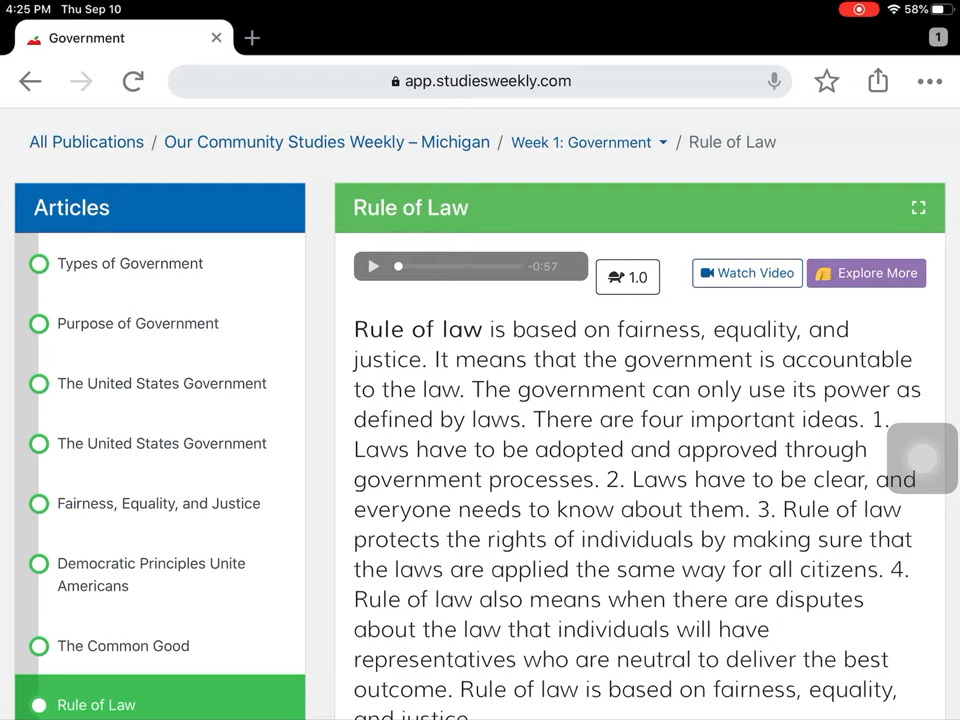 4:25 PM Thu Sep 10
58%
Government
1
app.studiesweekly.com
All Publications / Our Community Studies Weekly – Michigan / Week 1: Government / Rule of Law
Articles
Types of Government
Purpose of Government
The United States Government
The United States Government
Fairness, Equality, and Justice
Democratic Principles Unite
Americans
The Common Good
Rule of Law
Rule of Law
-0:57
1.0
Watch Video
Explore More
Rule of law is based on fairness, equality, and
justice. It means that the government is accountable
to the law. The government can only use its power as
defined by laws. There are four important ideas. 1.
Laws have to be adopted and approved through
government processes. 2. Laws have to be clear, and
everyone needs to know about them. 3. Rule of law
protects the rights of individuals by making sure that
the laws are applied the same way for all citizens. 4.
Rule of law also means when there are disputes
about the law that individuals will have
representatives who are neutral to deliver the best
outcome. Rule of law is based on fairness, equality,
and justice.